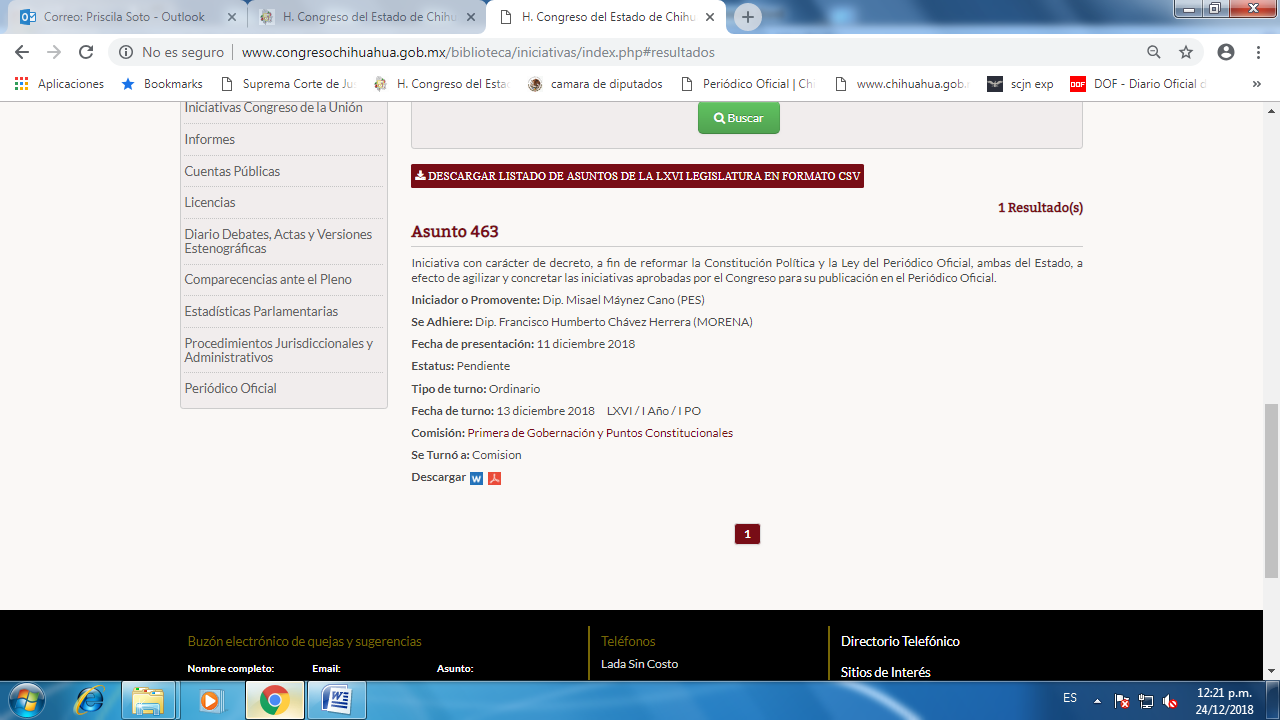 Correo: Priscila Soto - Outlook
H. Congreso del Estado de Chihu
H. Congreso del Estado de Chihu
No es seguro
www.congresochihuahua.gob.mx/biblioteca/iniciativas/index.php#resultados
Aplicaciones
Bookmarks
Suprema Corte de Jus
H. Congreso del Estad
camara de diputados
Periódico Oficial | Chi
www.chihuahua.gob.
scjn exp
DOF - Diario Oficial d
»
Iniciativas Congreso de la Unión
Informes
Cuentas Públicas
Licencias
Diario Debates, Actas y Versiones
Estenográficas
Comparecencias ante el Pleno
Estadísticas Parlamentarias
Procedimientos Jurisdiccionales y
Administrativos
Periódico Oficial
Buscar
DESCARGAR LISTADO DE ASUNTOS DE LA LXVI LEGISLATURA EN FORMATO CSV
1 Resultado(s)
Asunto 463
Iniciativa con carácter de decreto, a fin de reformar la Constitución Política y la Ley del Periódico Oficial, ambas del Estado, a
efecto de agilizar y concretar las iniciativas aprobadas por el Congreso para su publicación en el Periódico Oficial.
Iniciador o Promovente: Dip. Misael Máynez Cano (PES)
Se Adhiere: Dip. Francisco Humberto Chávez Herrera (MORENA)
Fecha de presentación: 11 diciembre 2018
Estatus: Pendiente
Tipo de turno: Ordinario
Fecha de turno: 13 diciembre 2018 LXVI / I Año / I PO
Comisión: Primera de Gobernación y Puntos Constitucionales
Se Turnó a: Comision
Descargar
1
Buzón electrónico de quejas y sugerencias
Nombre completo: Email: Asunto:
Teléfonos
Lada Sin Costo
Directorio Telefónico
Sitios de Interés
ES
12:21 p.m.
24/12/2018